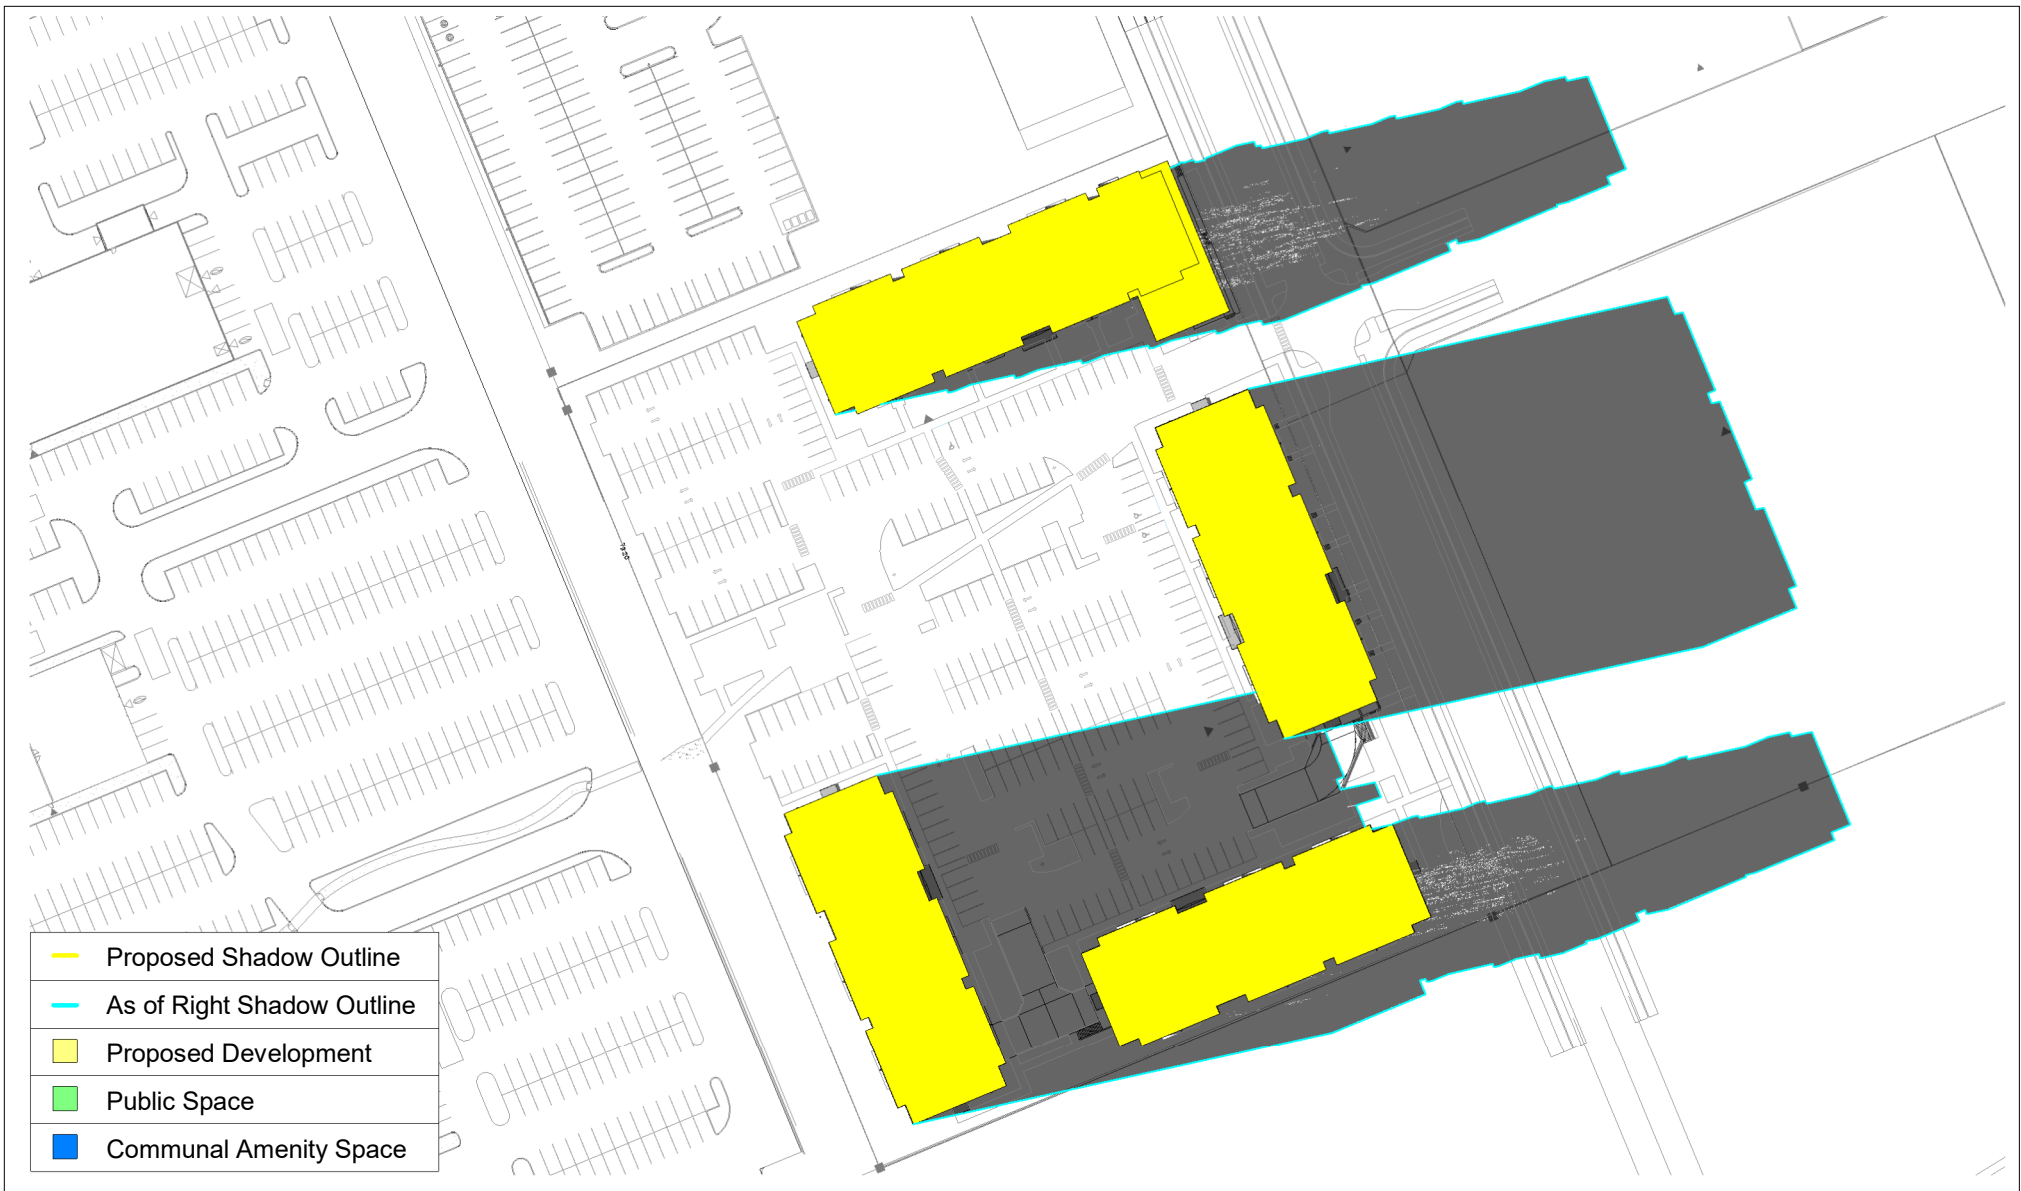 Proposed Shadow Outline
As of Right Shadow Outline
Proposed Development
Public Space
Communal Amenity Space